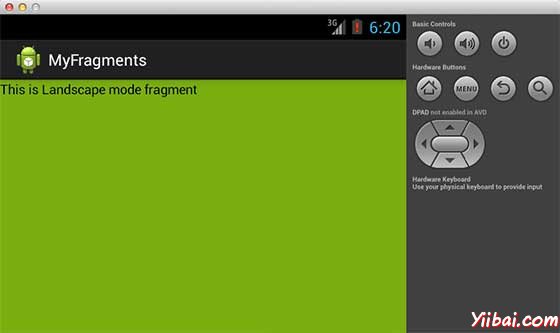 3G 6:20
MyFragments
This is Landscape mode fragment
Basic Controls
Hardware Buttons
MENU
DPAD not enabled in AVD
Hardware Keyboard
Use your physical keyboard to provide input
Yiibai.com